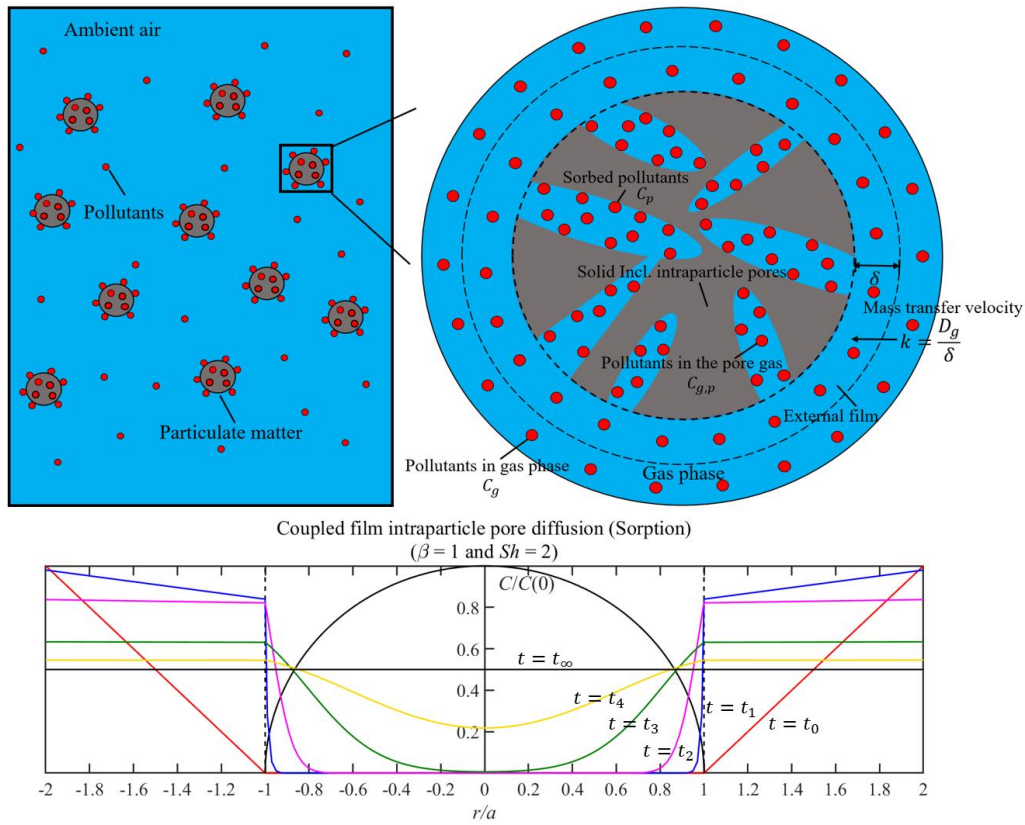 Ambient air
Pollutants
Particulate matter
Sorbed pollutants
C_p
Solid Incl. intraparticle pores
δ
Mass transfer velocity
k = D_g/δ
Pollutants in the pore gas
C_{g,p}
External film
Pollutants in gas phase
C_g
Gas phase
Coupled film intraparticle pore diffusion (Sorption)
(β = 1 and Sh = 2)
C/C(0)
0.8
0.6
0.4
0.2
t = t_∞
t = t_4
t = t_3
t = t_2
t = t_1
t = t_0
-2 -1.8 -1.6 -1.4 -1.2 -1 -0.8 -0.6 -0.4 -0.2 0 0.2 0.4 0.6 0.8 1 1.2 1.4 1.6 1.8 2
r/a